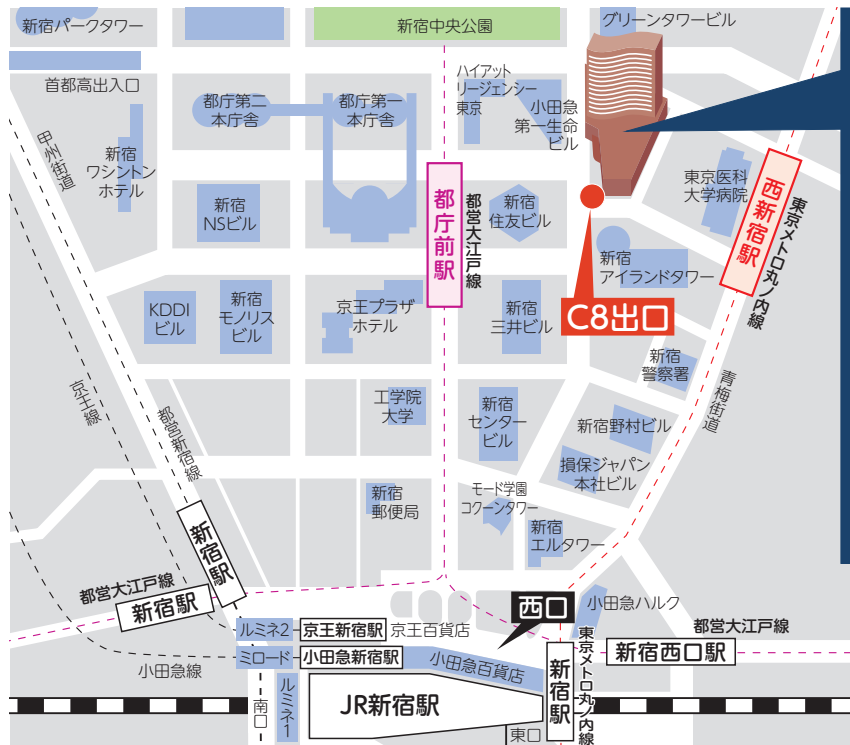 新宿パークタワー
新宿中央公園
グリーンタワービル
首都高出入口
都庁第二
本庁舎
都庁第一
本庁舎
ハイアット
リージェンシー
東京
小田急
第一生命
ビル
甲州街道
新宿
ワシントン
ホテル
新宿
NSビル
都庁前駅
都営大江戸線
新宿
住友ビル
東京医科
大学病院
西新宿駅
東京メトロ丸ノ内線
新宿
アイランドタワー
C8出口
KDDI
ビル
新宿
モノリス
ビル
京王プラザ
ホテル
新宿
三井ビル
新宿
警察署
青梅街道
京王線
都営新宿線
工学院
大学
新宿
センター
ビル
新宿野村ビル
損保ジャパン
本社ビル
新宿
郵便局
モード学園
コクーンタワー
新宿
エルタワー
新宿駅
都営大江戸線
新宿駅
西口
小田急ハルク
都営大江戸線
新宿西口駅
ルミネ2
京王新宿駅
京王百貨店
ミロード
小田急新宿駅
小田急百貨店
小田急線
南口
ルミネ1
JR新宿駅
東口
新宿駅
東京メトロ丸ノ内線